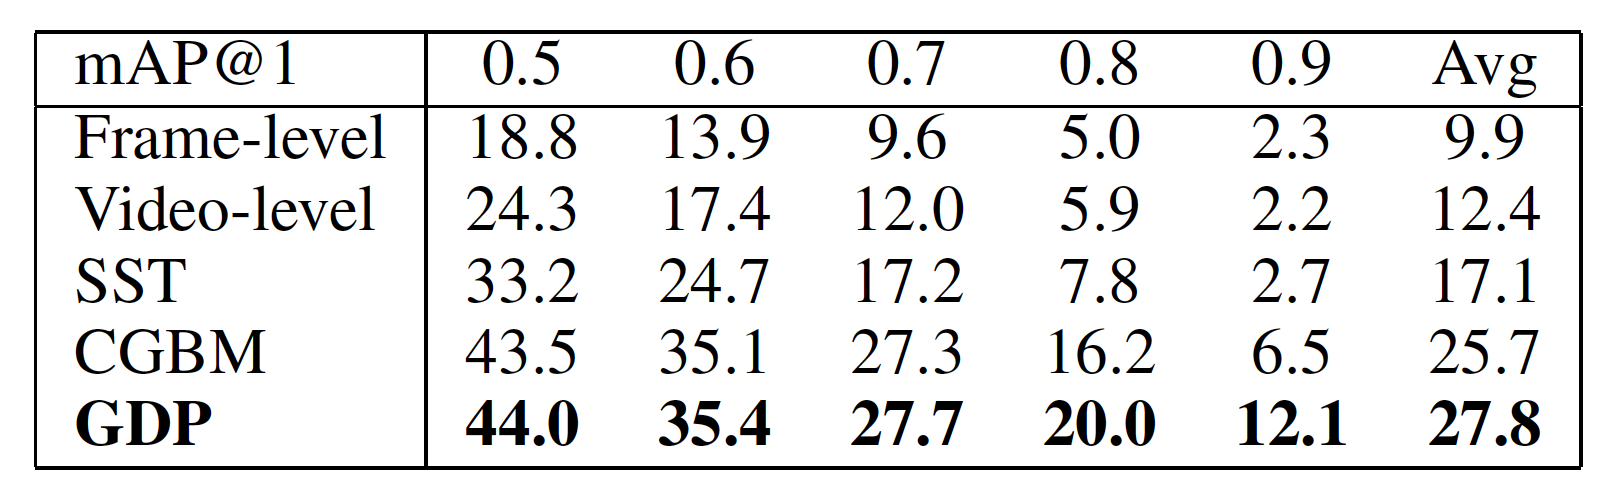 mAP@1 0.5 0.6 0.7 0.8 0.9 Avg
Frame-level 18.8 13.9 9.6 5.0 2.3 9.9
Video-level 24.3 17.4 12.0 5.9 2.2 12.4
SST 33.2 24.7 17.2 7.8 2.7 17.1
CGBM 43.5 35.1 27.3 16.2 6.5 25.7
GDP 44.0 35.4 27.7 20.0 12.1 27.8